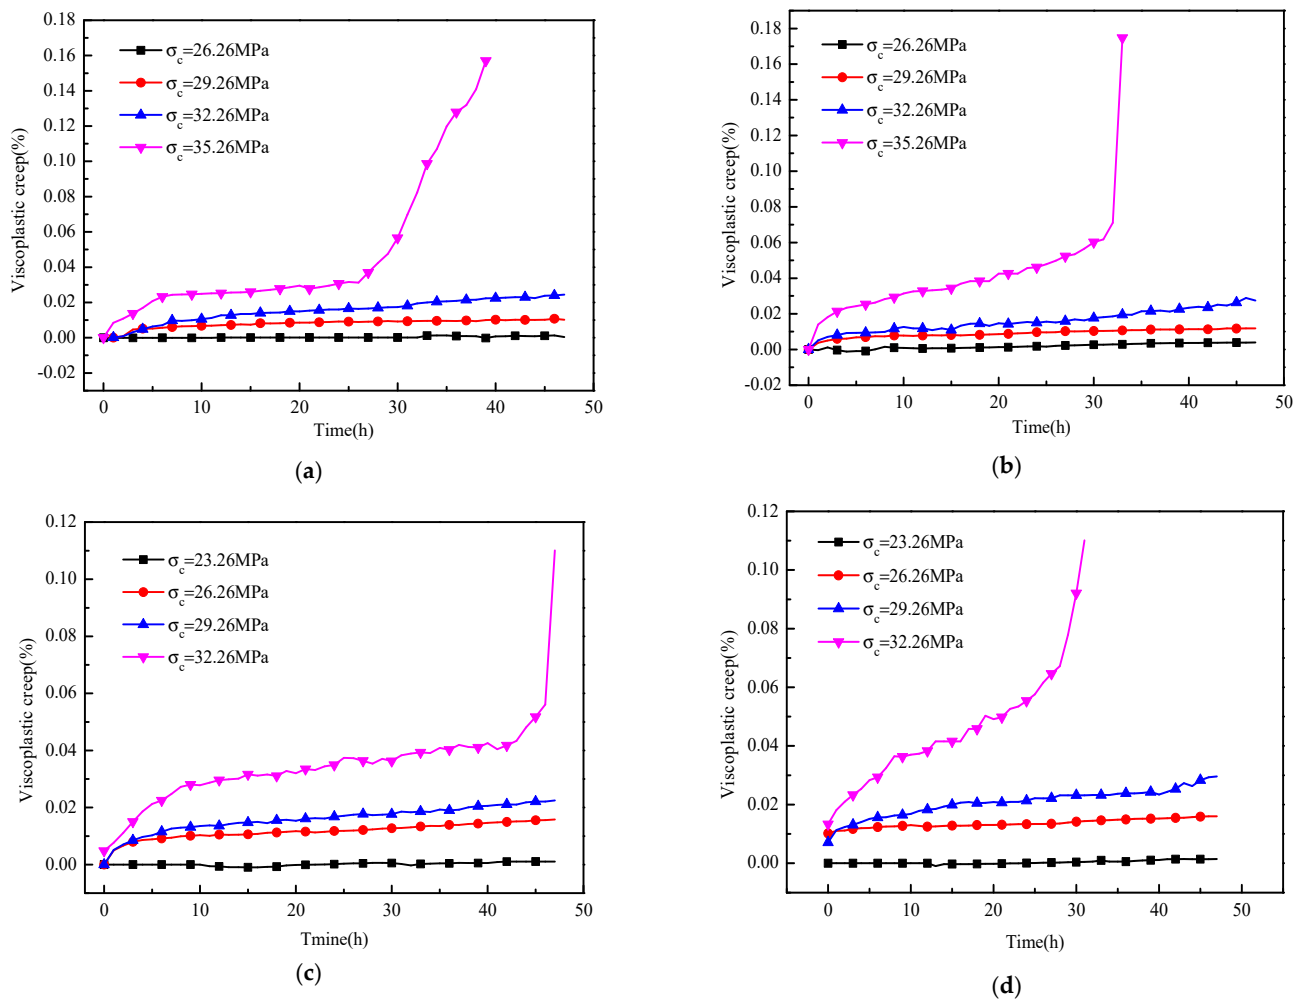 0.18
0.16
0.14
0.12
0.10
0.08
0.06
0.04
0.02
0.00
-0.02
Viscoplastic creep(%)
σc=26.26MPa
σc=29.26MPa
σc=32.26MPa
σc=35.26MPa
0 10 20 30 40 50
Time(h)
(a)
0.18
0.16
0.14
0.12
0.10
0.08
0.06
0.04
0.02
0.00
-0.02
Viscoplastic creep(%)
σc=26.26MPa
σc=29.26MPa
σc=32.26MPa
σc=35.26MPa
0 10 20 30 40 50
Time(h)
(b)
0.12
0.10
0.08
0.06
0.04
0.02
0.00
Viscoplastic creep(%)
σc=23.26MPa
σc=26.26MPa
σc=29.26MPa
σc=32.26MPa
0 10 20 30 40 50
Tmine(h)
(c)
0.12
0.10
0.08
0.06
0.04
0.02
0.00
Viscoplastic creep(%)
σc=23.26MPa
σc=26.26MPa
σc=29.26MPa
σc=32.26MPa
0 10 20 30 40 50
Time(h)
(d)